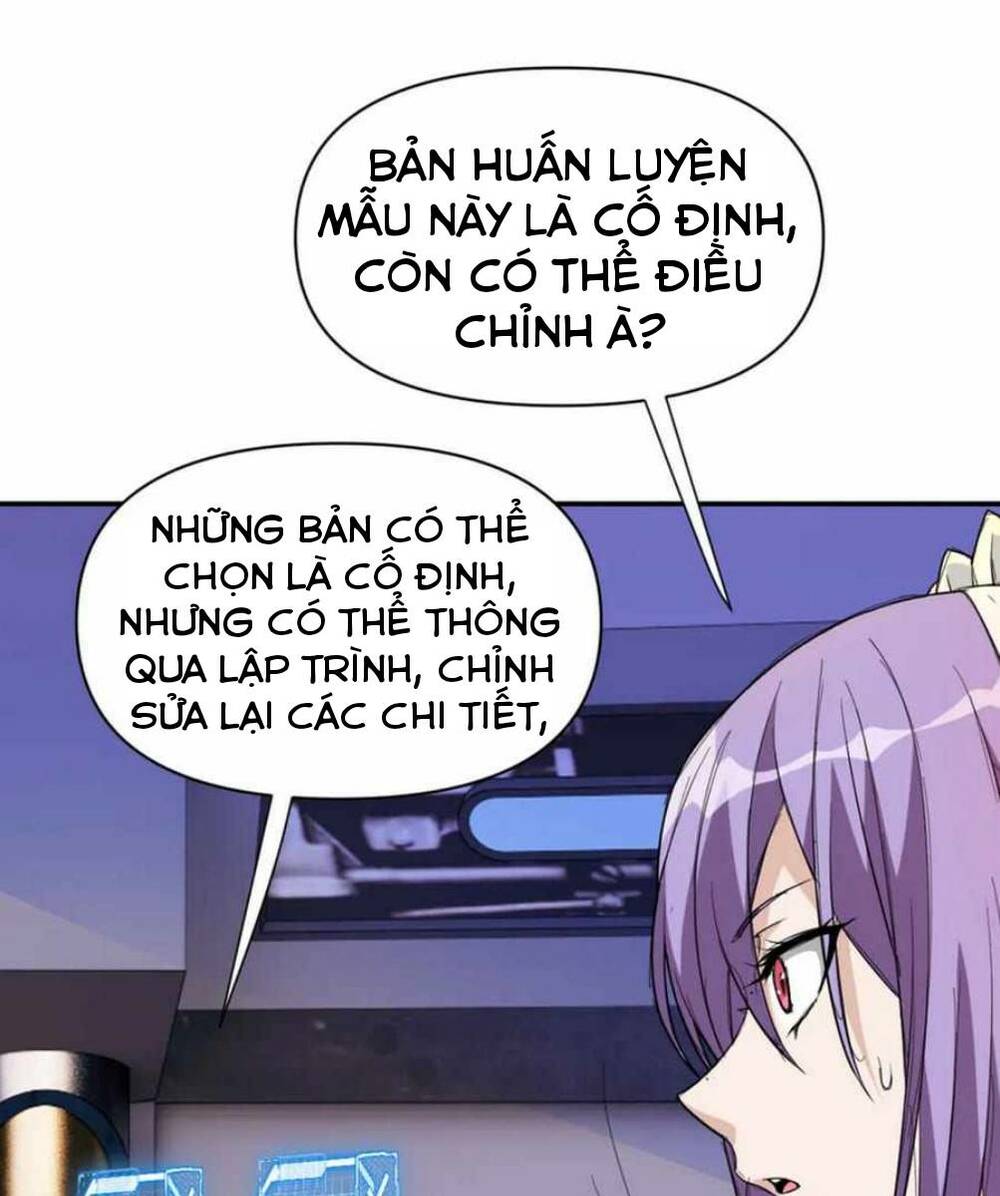 BẢN HUẤN LUYỆN
MẪU NÀY LÀ CỐ ĐỊNH,
CÒN CÓ THỂ ĐIỀU
CHỈNH À?
NHỮNG BẢN CÓ THỂ
CHỌN LÀ CỐ ĐỊNH,
NHƯNG CÓ THỂ THÔNG
QUA LẬP TRÌNH, CHỈNH
SỬA LẠI CÁC CHI TIẾT,